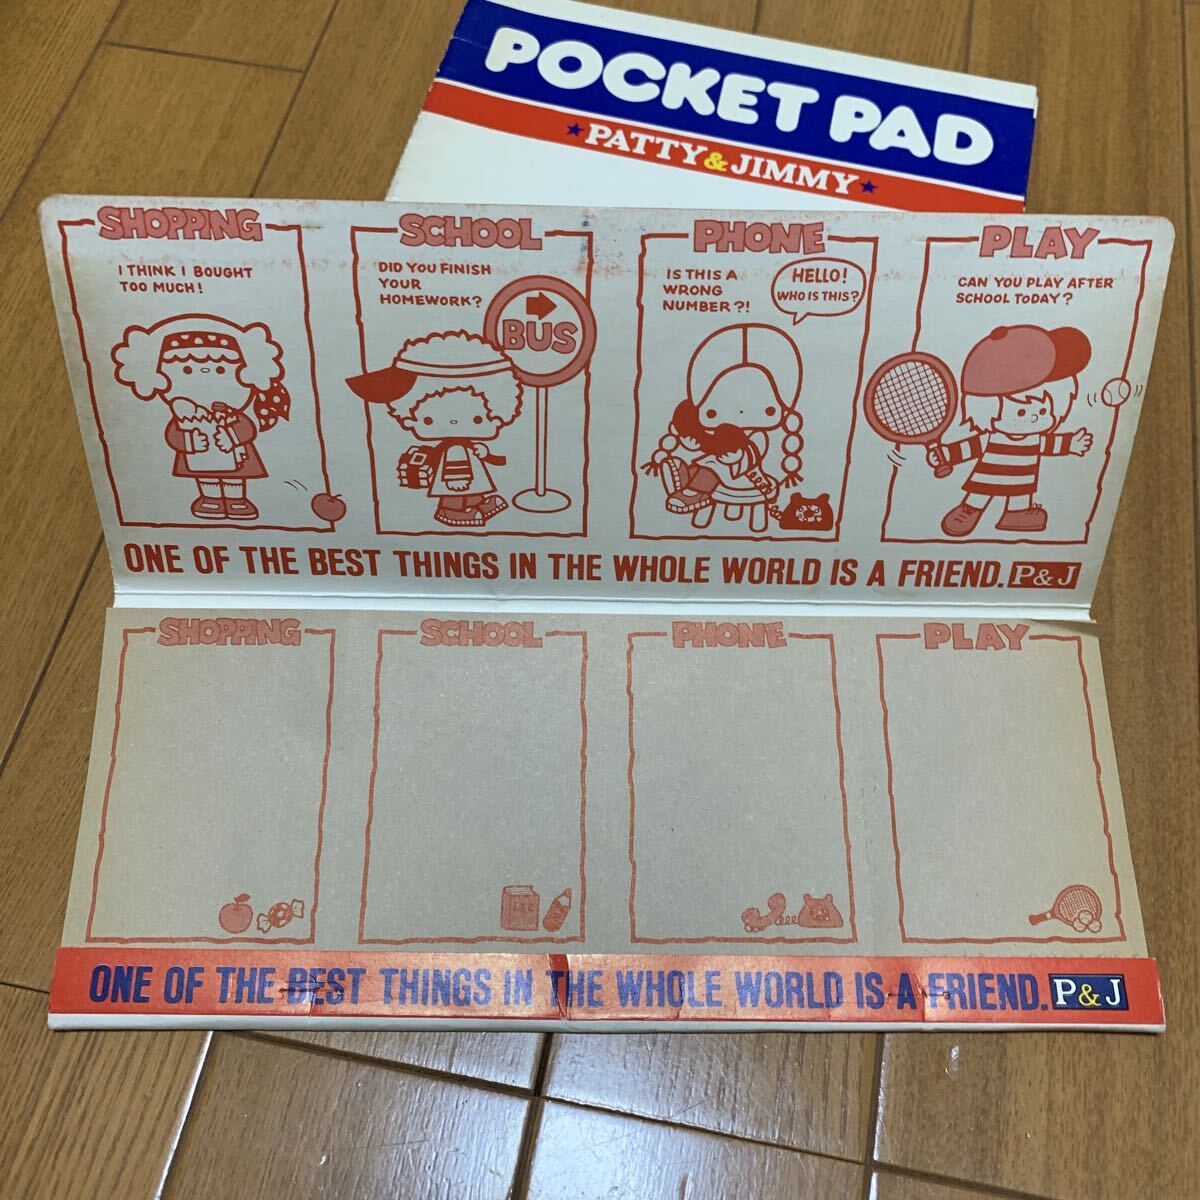 POCKET PAD
PATTY & JIMMY
SHOPPING
I THINK I BOUGHT
TOO MUCH!
SCHOOL
DID YOU FINISH
YOUR
HOMEWORK?
BUS
PHONE
IS THIS A
WRONG
NUMBER?!
HELLO!
WHO IS THIS?
PLAY
CAN YOU PLAY AFTER
SCHOOL TODAY?
ONE OF THE BEST THINGS IN THE WHOLE WORLD IS A FRIEND. P&J
SHOPPING
SCHOOL
PHONE
PLAY
ONE OF THE BEST THINGS IN THE WHOLE WORLD IS A FRIEND. P&J